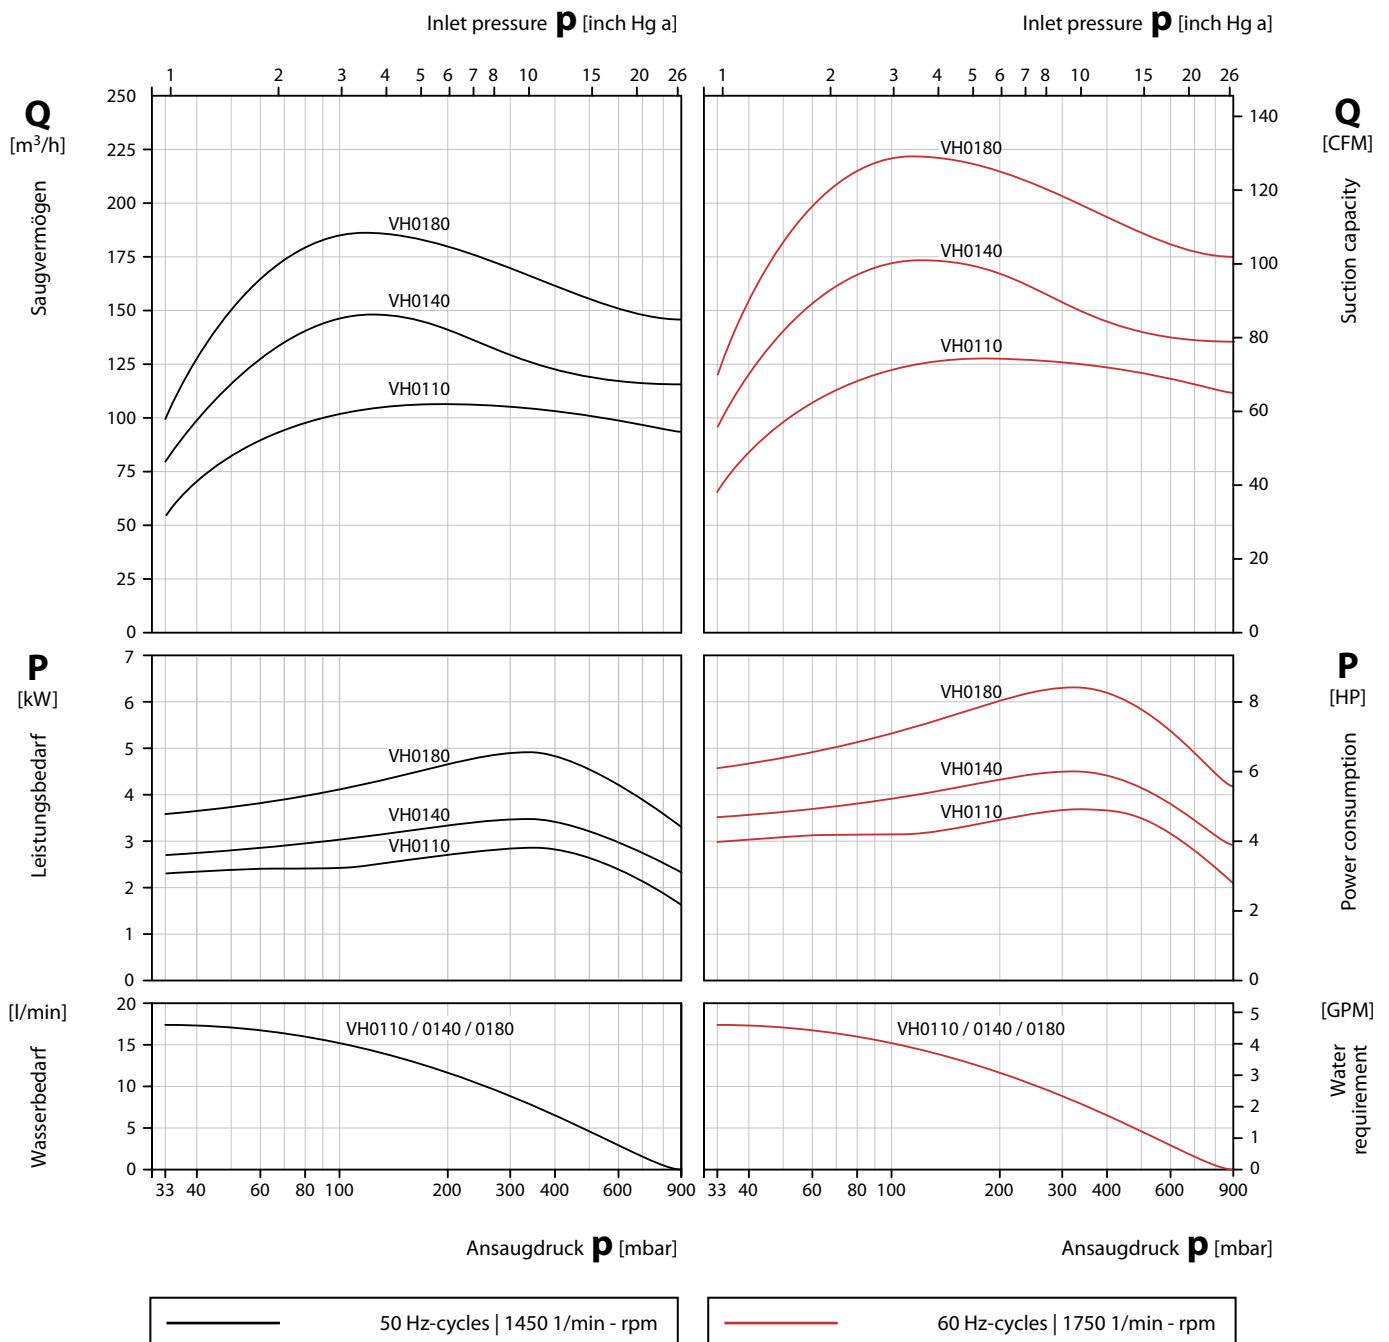 Inlet pressure p [inch Hg a] Inlet pressure p [inch Hg a]
1 2 3 4 5 6 7 8 10 15 20 26 1 2 3 4 5 6 7 8 10 15 20 26
Q
[m³/h]
Saugvermögen
250
225
200
175
150
125
100
75
50
25
0
VH0180
VH0140
VH0110
VH0180
VH0140
VH0110
140
120
100
80
60
40
20
0
Q
[CFM]
Suction capacity
P
[kW]
Leistungsbedarf
7
6
5
4
3
2
1
0
VH0180
VH0140
VH0110
VH0180
VH0140
VH0110
8
6
4
2
0
P
[HP]
Power consumption
[l/min]
Wasserbedarf
20
15
10
5
0
VH0110 / 0140 / 0180
VH0110 / 0140 / 0180
5
4
3
2
1
0
[GPM]
Water
requirement
33 40 60 80 100 200 300 400 600 900 33 40 60 80 100 200 300 400 600 900
Ansaugdruck p [mbar] Ansaugdruck p [mbar]
50 Hz-cycles | 1450 1/min - rpm 60 Hz-cycles | 1750 1/min - rpm